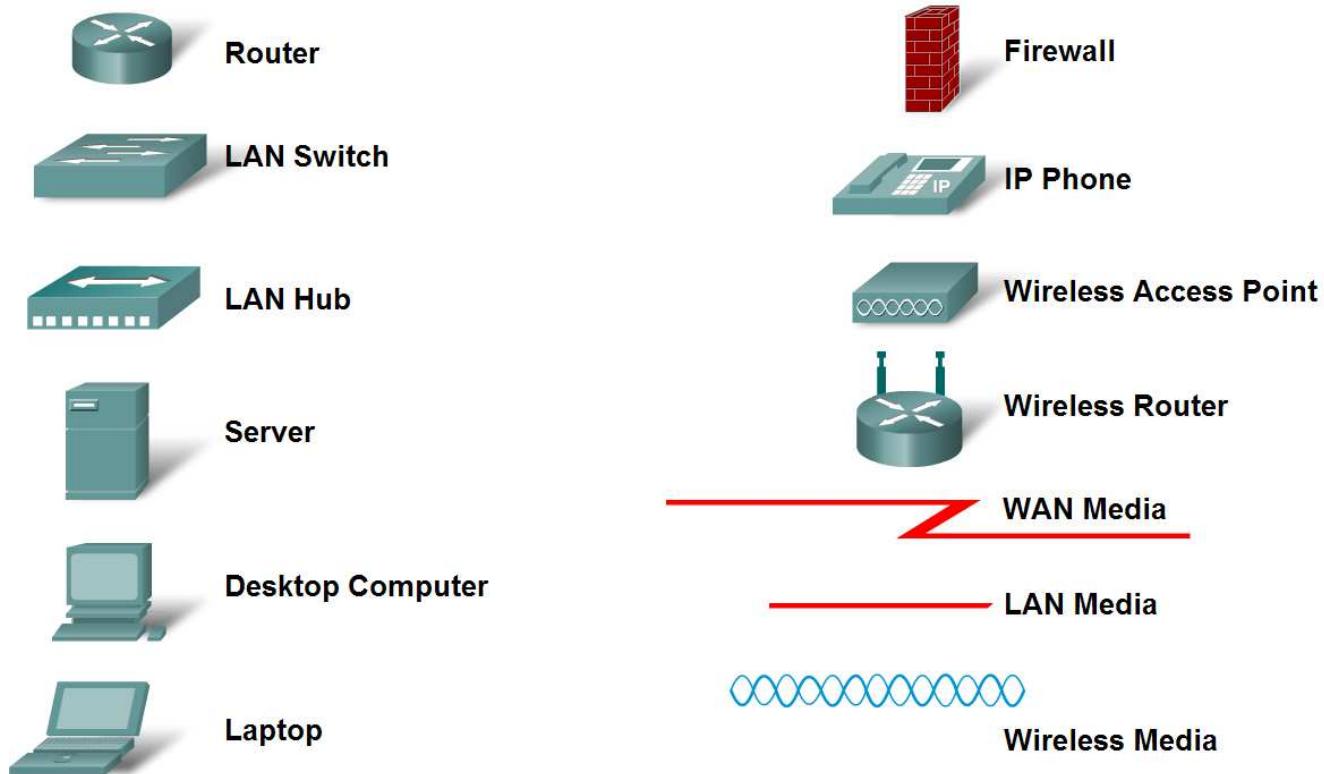 Router
LAN Switch
LAN Hub
Server
Desktop Computer
Laptop
Firewall
IP
IP Phone
Wireless Access Point
Wireless Router
WAN Media
LAN Media
Wireless Media